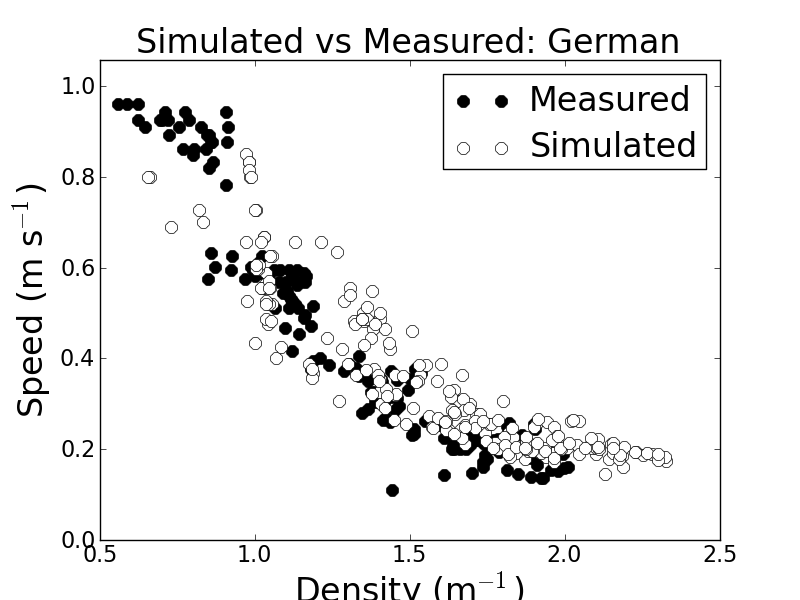 Simulated vs Measured: German
1.0
0.8
0.6
0.4
0.2
0.0
Speed (m s⁻¹)
Measured
Simulated
0.5 1.0 1.5 2.0 2.5
Density (m⁻¹)